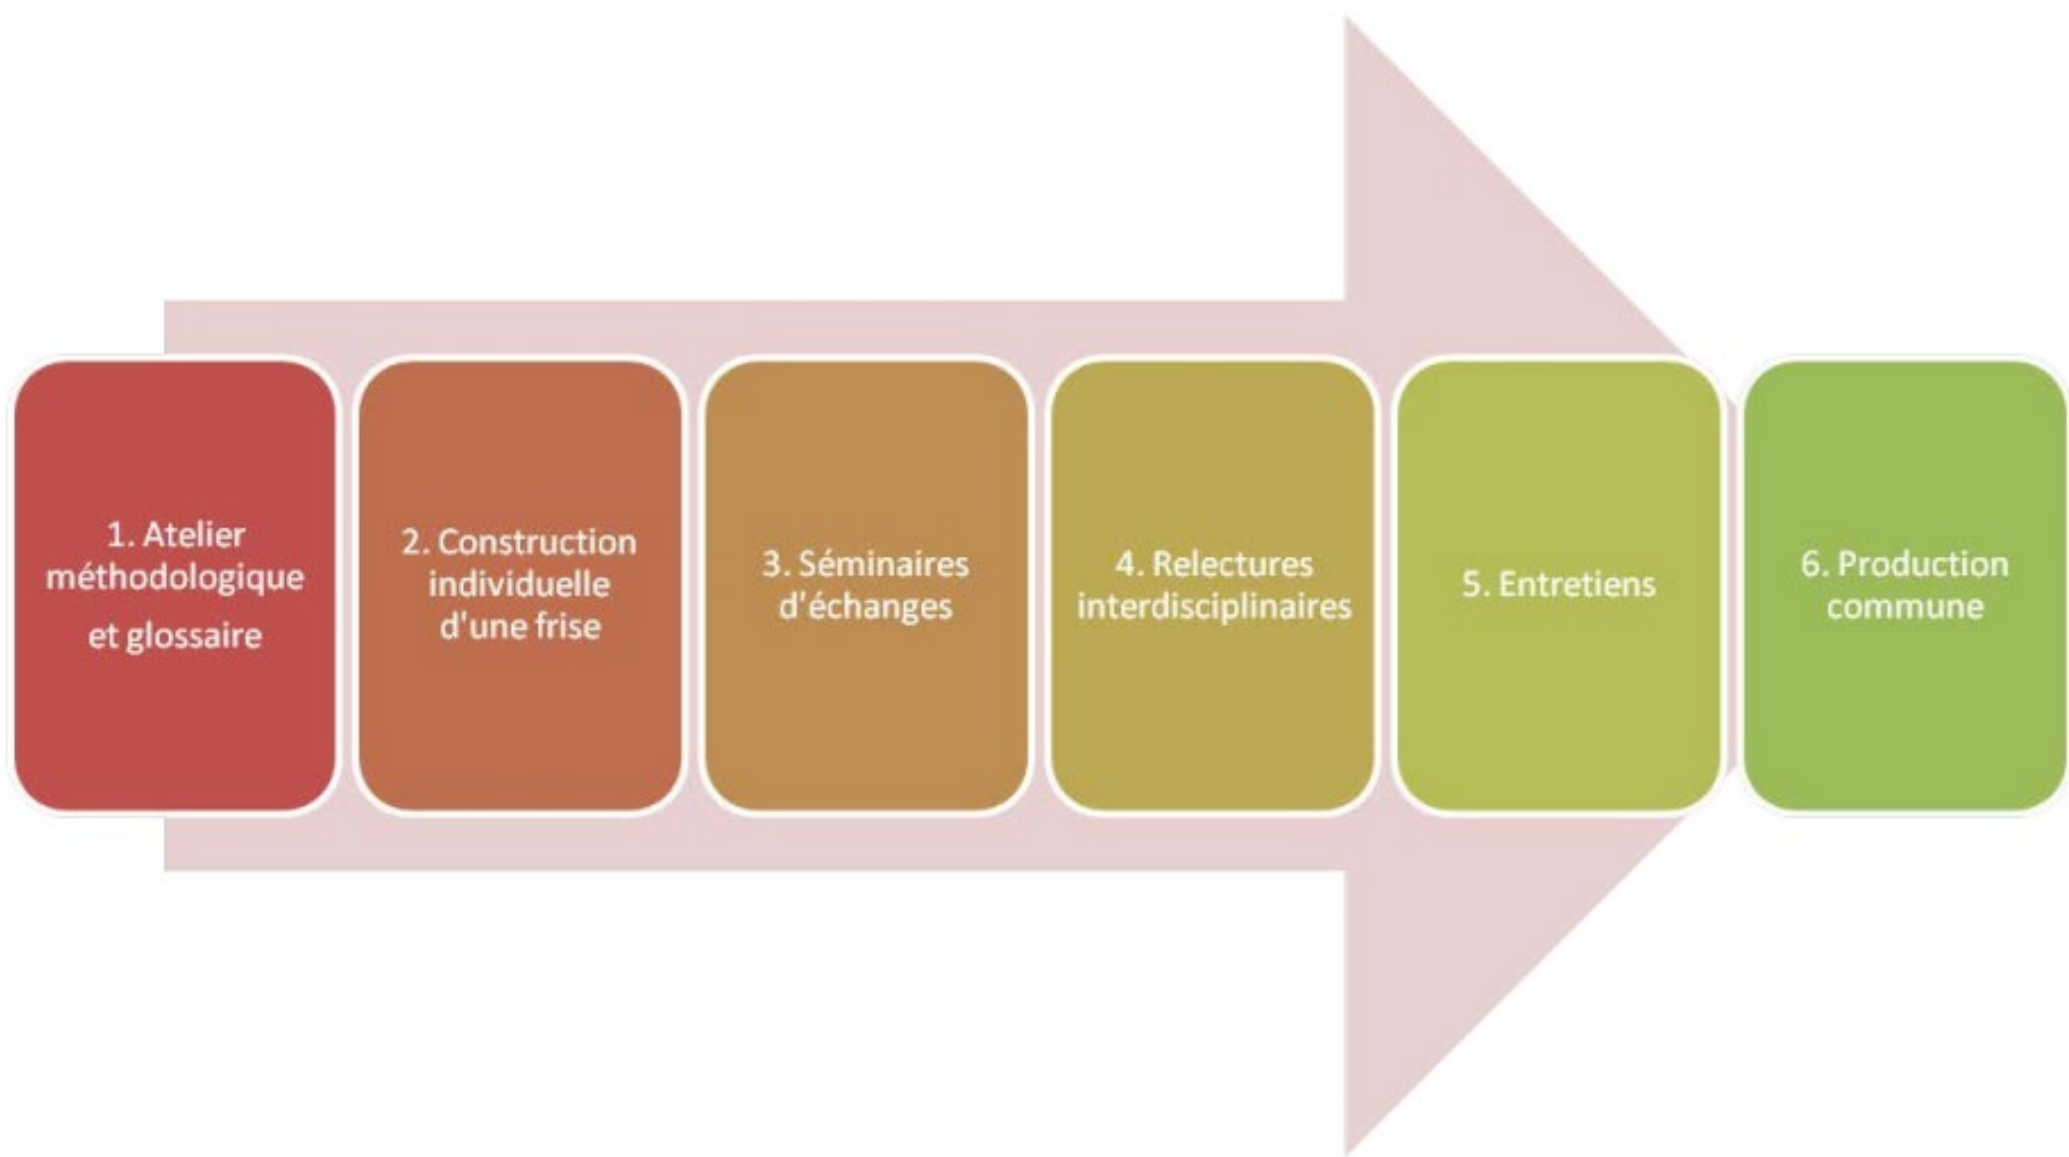 1. Atelier
méthodologique
et glossaire
2. Construction
individuelle
d'une frise
3. Séminaires
d'échanges
4. Relectures
interdisciplinaires
5. Entretiens
6. Production
commune